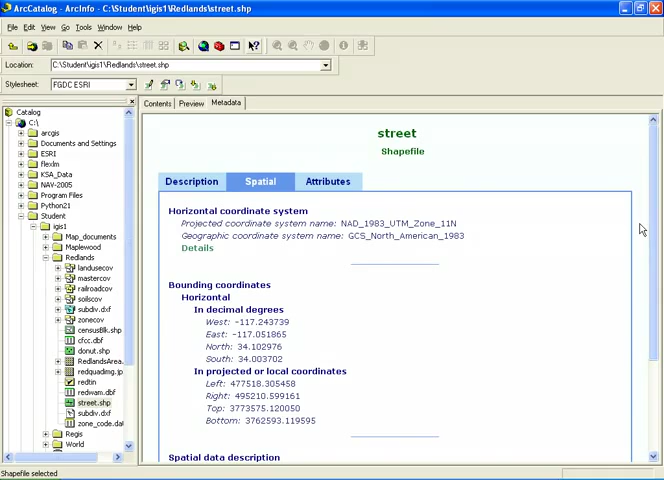 ArcCatalog - ArcInfo - C:\Student\igis1\Redlands\street.shp
File Edit View Go Tools Window Help
Location: C:\Student\igis1\Redlands\street.shp
Stylesheet: FGDC ESRI
Contents Preview Metadata
Catalog
C:\
arcgis
Documents and Settings
ESRI
flexlm
KSA_Data
NAV-2005
Program Files
Python21
Student
igis1
Map_documents
Maplewood
Redlands
landusecov
mastercov
railroadcov
soilscov
subdiv.dxf
zonecov
censusBlk.shp
cfcc.dbf
donut.shp
RedlandsArea.
redquadimg.jp
redtin
redwam.dbf
street.shp
subdiv.dxf
zone_code.dat
Regis
World
street
Shapefile
Description Spatial Attributes
Horizontal coordinate system
Projected coordinate system name: NAD_1983_UTM_Zone_11N
Geographic coordinate system name: GCS_North_American_1983
Details
Bounding coordinates
Horizontal
In decimal degrees
West: -117.243739
East: -117.051865
North: 34.102976
South: 34.003702
In projected or local coordinates
Left: 477518.305458
Right: 495210.599161
Top: 3773575.120050
Bottom: 3762593.119595
Spatial data description
Shapefile selected